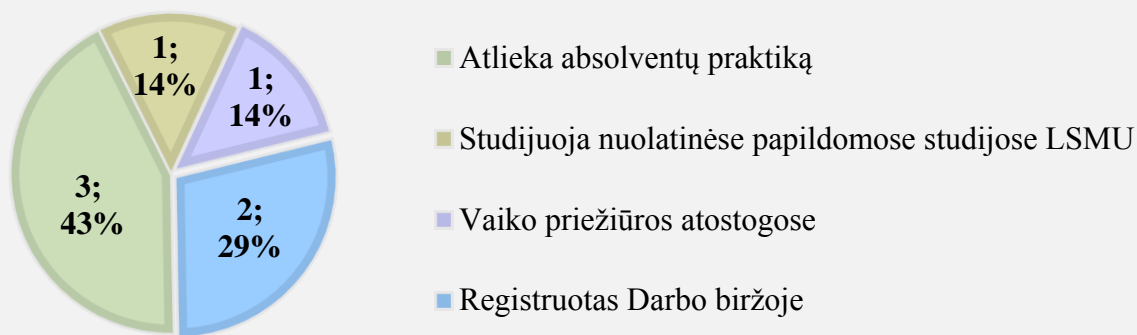 1;
14%
1;
14%
3;
43%
2;
29%
Atlieka absolventų praktiką
Studijuoja nuolatinėse papildomose studijose LSMU
Vaiko priežiūros atostogose
Registruotas Darbo biržoje